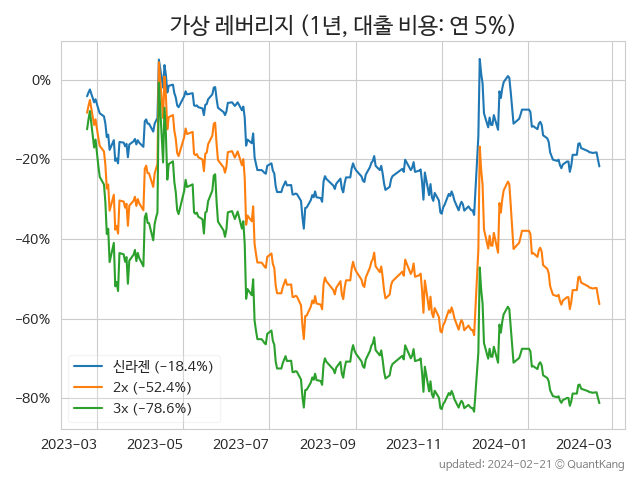 가상 레버리지 (1년, 대출 비용: 연 5%)
0%
−20%
−40%
−60%
−80%
신라젠 (−18.4%)
2x (−52.4%)
3x (−78.6%)
2023-03 2023-05 2023-07 2023-09 2023-11 2024-01 2024-03
updated: 2024-02-21 © QuantKang